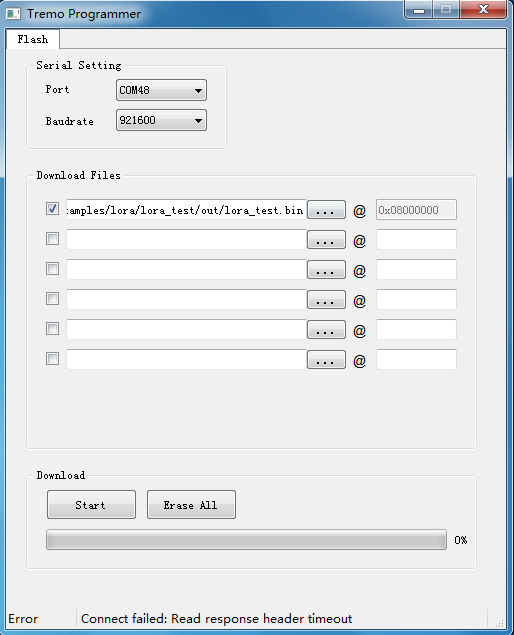 Tremo Programmer
Flash
Serial Setting
Port COM48
Baudrate 921600
Download Files
amples/lora/lora_test/out/lora_test.bin ... @ 0x08000000
... @
... @
... @
... @
... @
Download
Start Erase All
0%
Error Connect failed: Read response header timeout